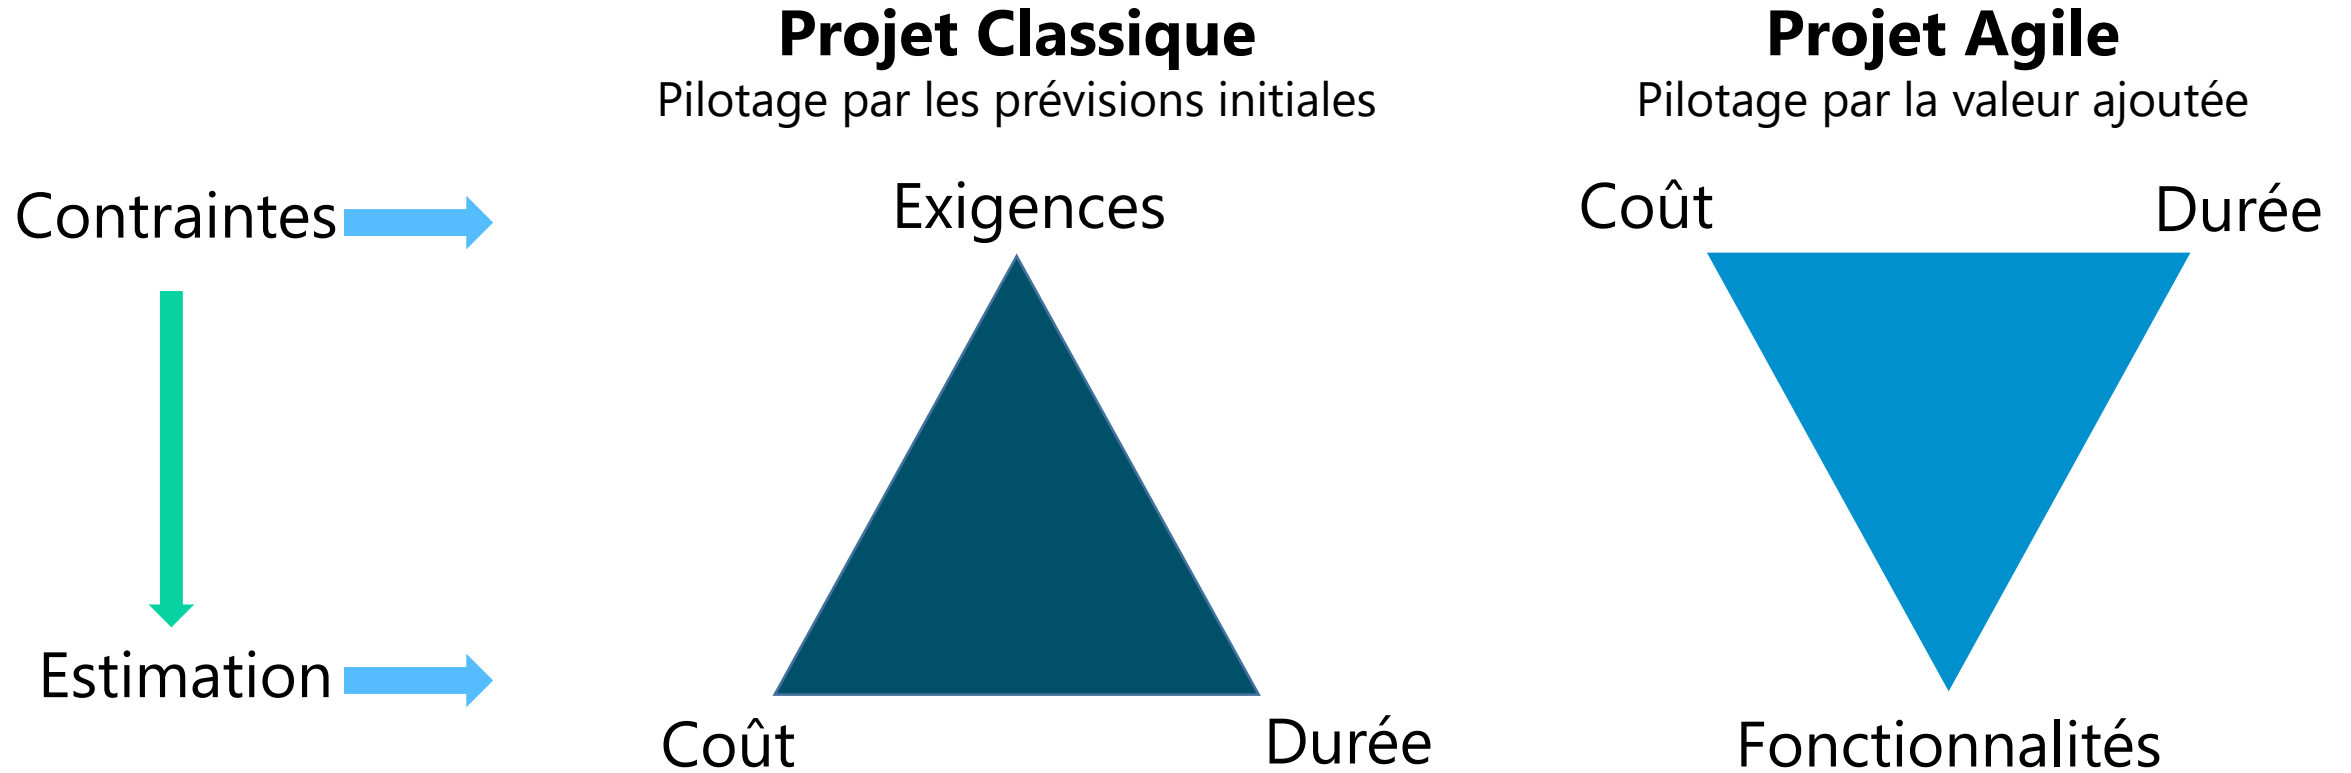 Projet Classique
Pilotage par les prévisions initiales
Projet Agile
Pilotage par la valeur ajoutée
Contraintes
Exigences
Coût
Durée
Estimation
Coût
Durée
Fonctionnalités